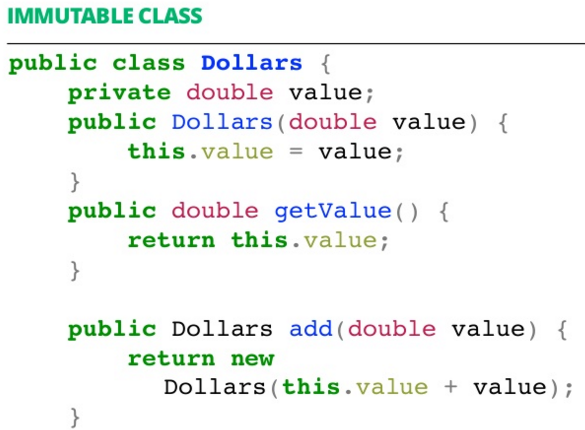 IMMUTABLE CLASS
public class Dollars {
    private double value;
    public Dollars(double value) {
        this.value = value;
    }
    public double getValue() {
        return this.value;
    }

    public Dollars add(double value) {
        return new
          Dollars(this.value + value);
    }